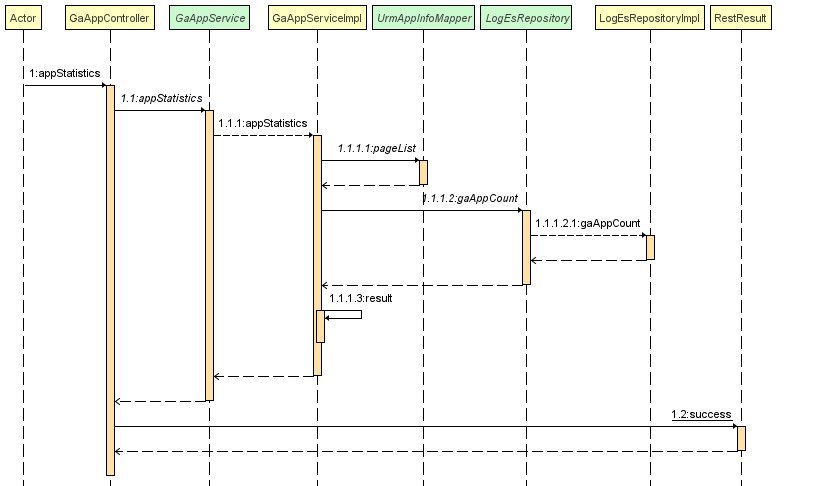 Actor
GaAppController
GaAppService
GaAppServiceImpl
UrmAppInfoMapper
LogEsRepository
LogEsRepositoryImpl
RestResult
1:appStatistics
1.1:appStatistics
1.1.1:appStatistics
1.1.1.1:pageList
1.1.1.2:gaAppCount
1.1.1.2.1:gaAppCount
1.1.1.3:result
1.2:success